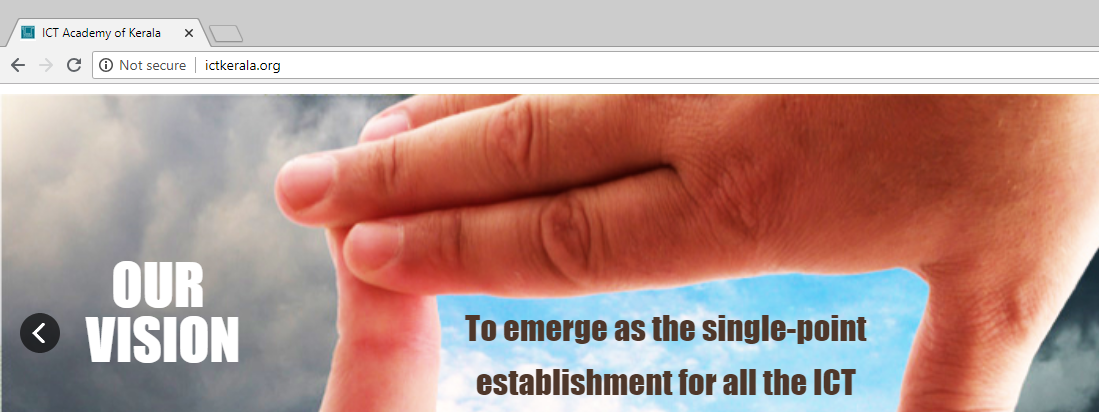 ICT Academy of Kerala
Not secure ictkerala.org
OUR
VISION
To emerge as the single-point
establishment for all the ICT